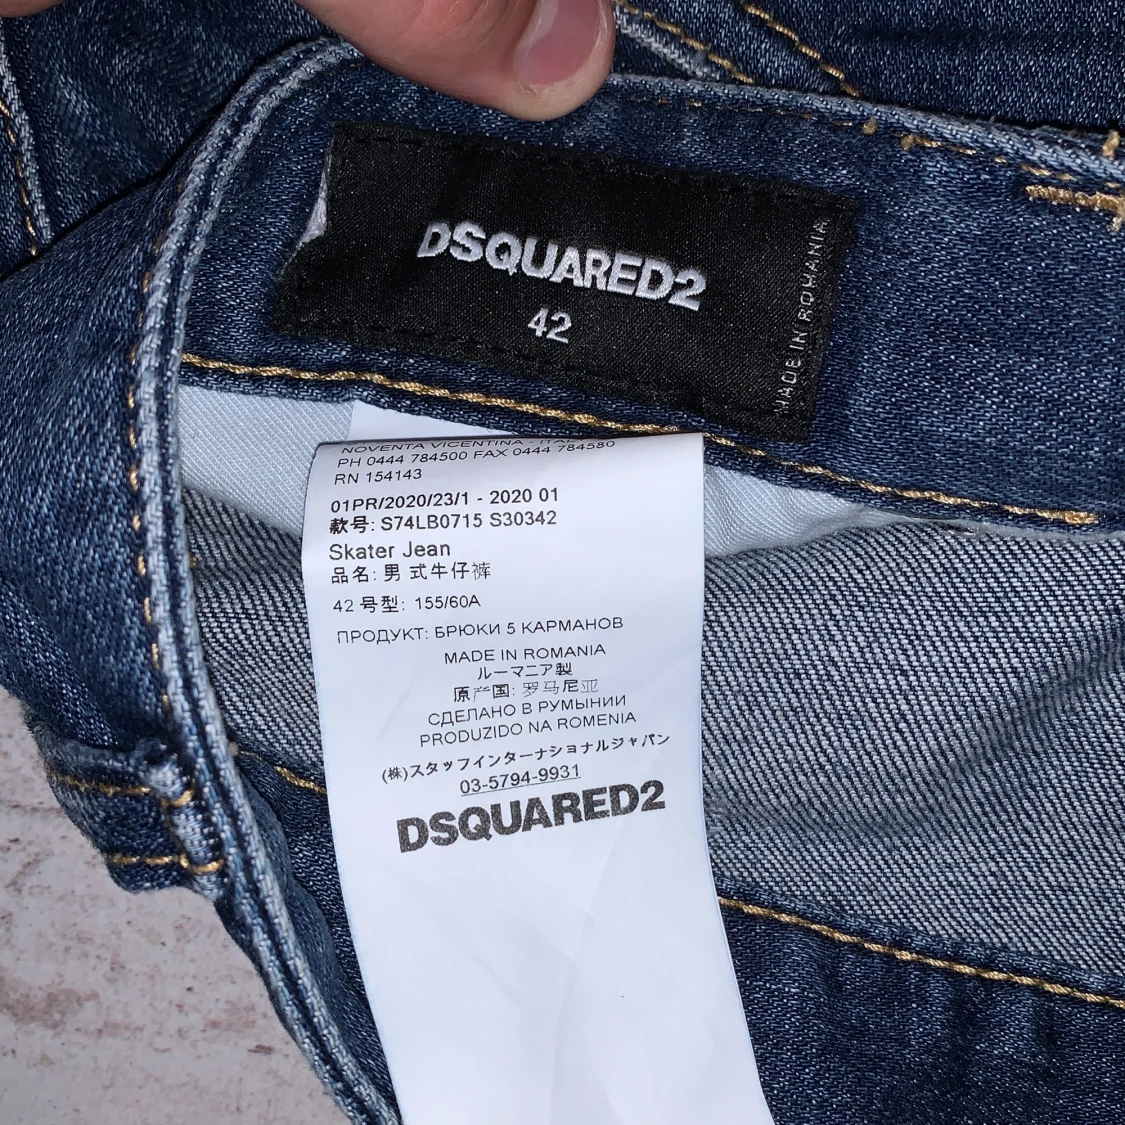 DSQUARED2
42
MADE IN ROMANIA
NOVENTA VICENTINA - ITALY
PH 0444 784500 FAX 0444 784580
RN 154143
01PR/2020/23/1 - 2020 01
款号: S74LB0715 S30342
Skater Jean
品名: 男 式牛仔裤
42 号型: 155/60A
ПРОДУКТ: БРЮКИ 5 КАРМАНОВ
MADE IN ROMANIA
ルーマニア製
原产国: 罗马尼亚
СДЕЛАНО В РУМЫНИИ
PRODUZIDO NA ROMENIA
(株)スタッフインターナショナルジャパン
03-5794-9931
DSQUARED2